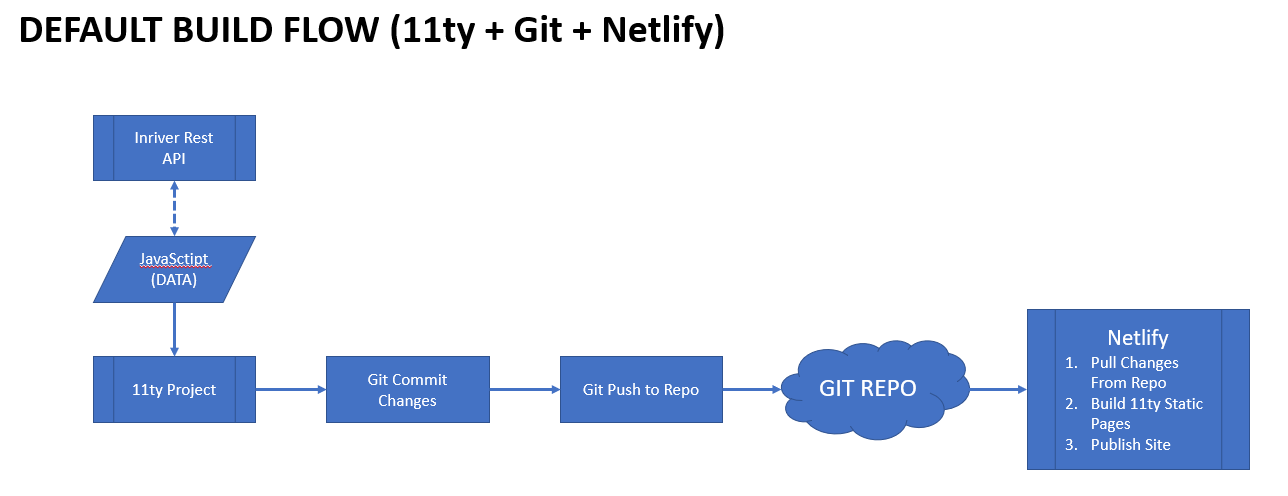 DEFAULT BUILD FLOW (11ty + Git + Netlify)
Inriver Rest
API
JavaSctipt
(DATA)
11ty Project
Git Commit
Changes
Git Push to Repo
GIT REPO
Netlify
1. Pull Changes
From Repo
2. Build 11ty Static
Pages
3. Publish Site